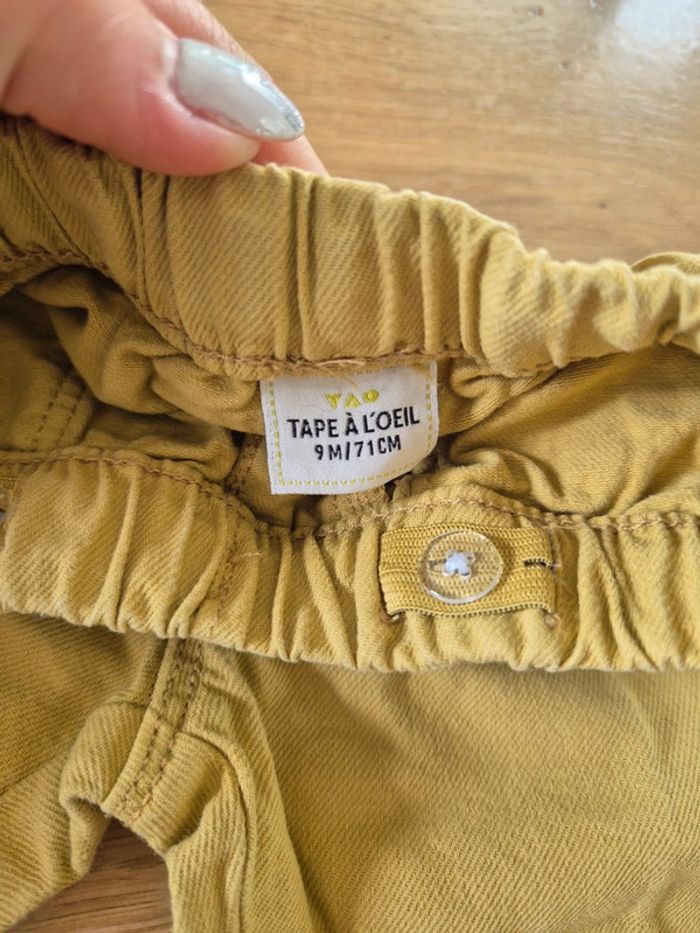 TAO
TAPE À L'OEIL
9M/71CM